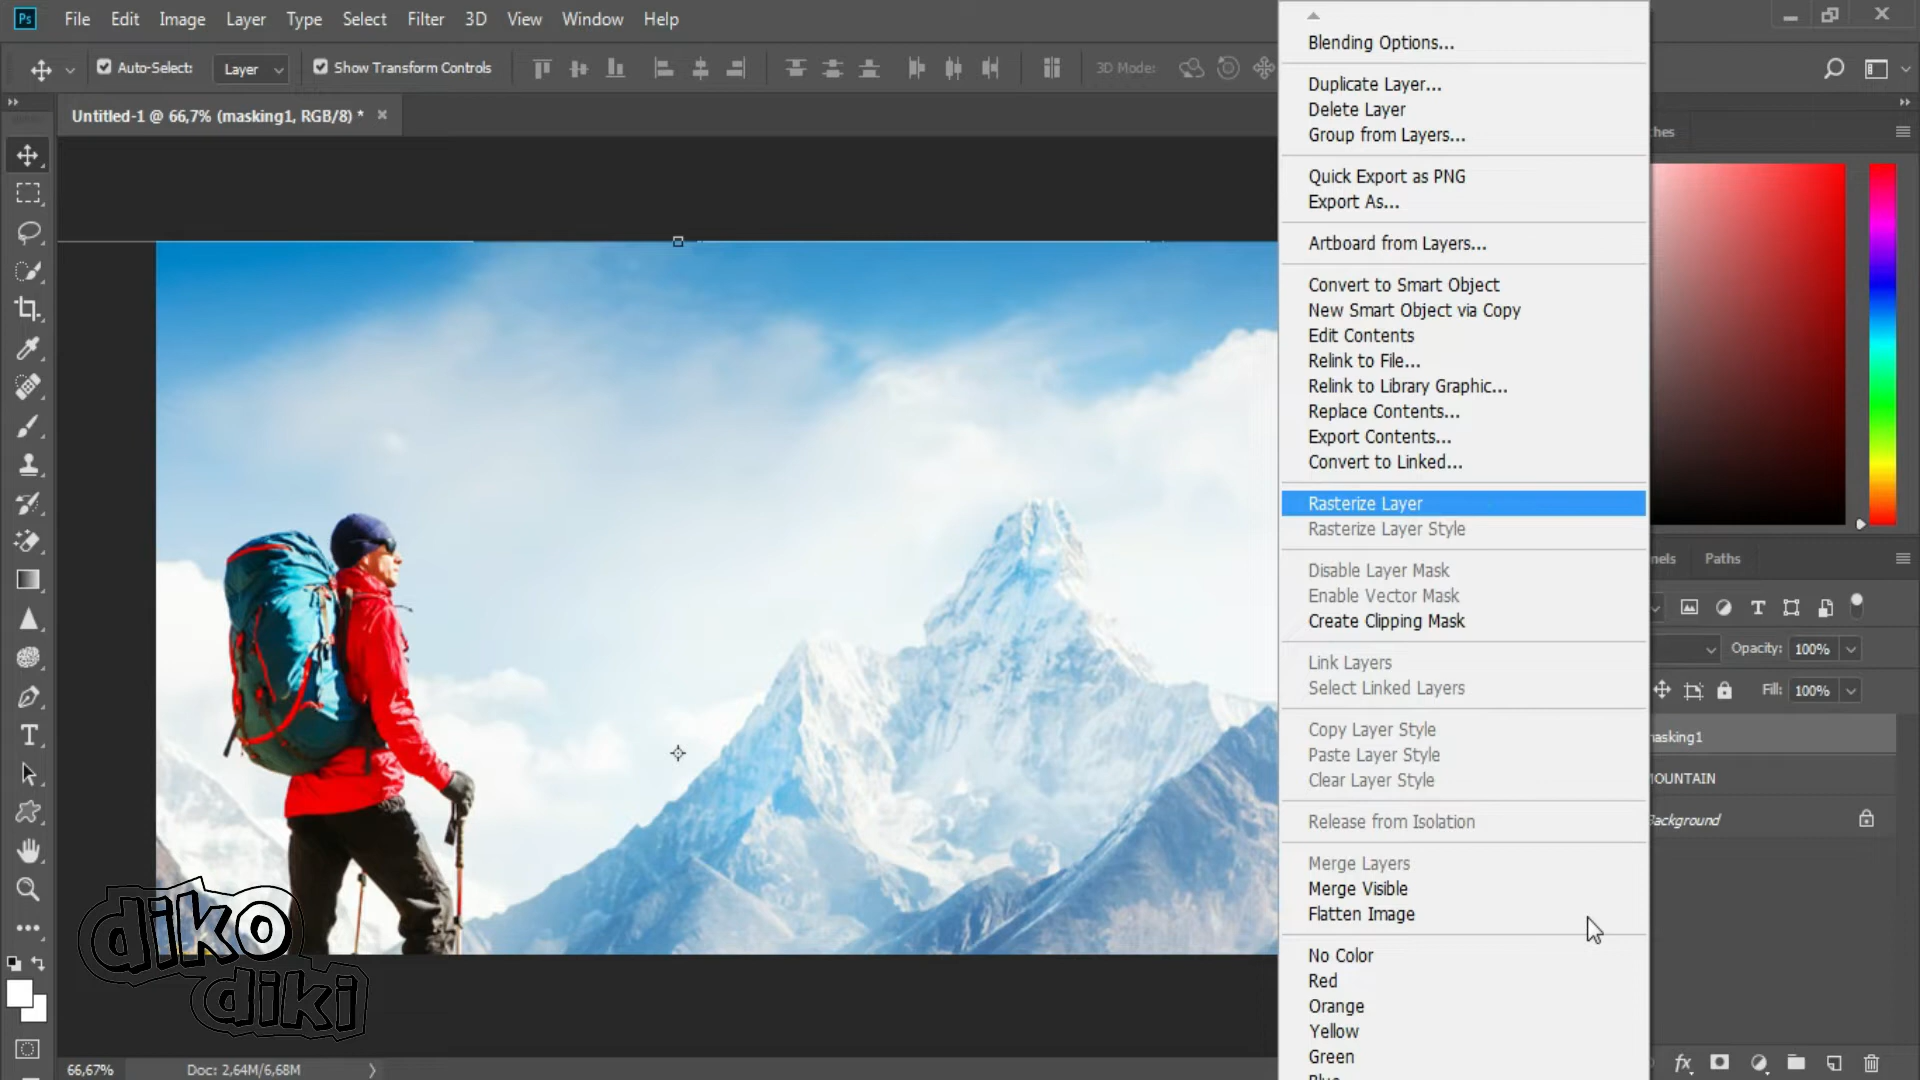 Ps File Edit Image Layer Type Select Filter 3D View Window Help
Auto-Select: Layer Show Transform Controls 3D Mode:
Untitled-1 @ 66,7% (masking1, RGB/8) *
Blending Options...
Duplicate Layer...
Delete Layer
Group from Layers...
Quick Export as PNG
Export As...
Artboard from Layers...
Convert to Smart Object
New Smart Object via Copy
Edit Contents
Relink to File...
Relink to Library Graphic...
Replace Contents...
Export Contents...
Convert to Linked...
Rasterize Layer
Rasterize Layer Style
Disable Layer Mask
Enable Vector Mask
Create Clipping Mask
Link Layers
Select Linked Layers
Copy Layer Style
Paste Layer Style
Clear Layer Style
Release from Isolation
Merge Layers
Merge Visible
Flatten Image
No Color
Red
Orange
Yellow
Green
Paths
Opacity: 100%
Fill: 100%
asking1
OUNTAIN
Background
diko
diki
66,67% Doc: 2,64M/6,68M